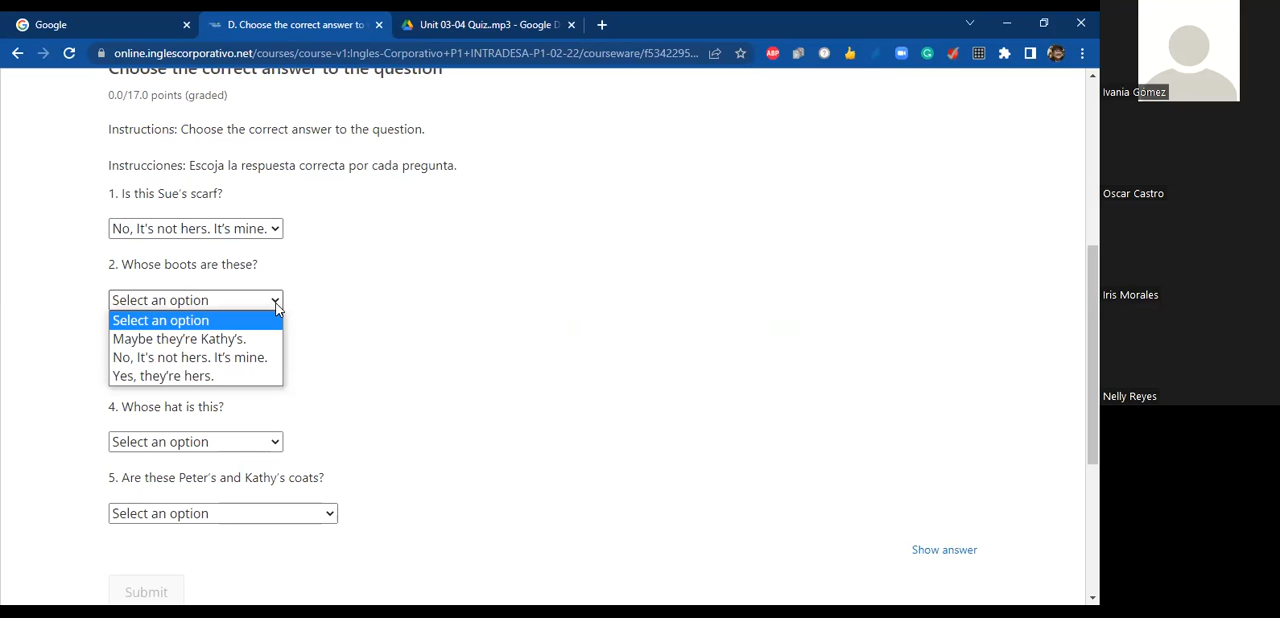 Google
D. Choose the correct answer to
Unit 03-04 Quiz..mp3 - Google D
online.inglescorporativo.net/courses/course-v1:Ingles-Corporativo+P1+INTRADESA-P1-02-22/courseware/f5342295...
Choose the correct answer to the question
0.0/17.0 points (graded)
Instructions: Choose the correct answer to the question.
Instrucciones: Escoja la respuesta correcta por cada pregunta.
1. Is this Sue's scarf?
No, It's not hers. It's mine.
2. Whose boots are these?
Select an option
Select an option
Maybe they're Kathy's.
No, It's not hers. It's mine.
Yes, they're hers.
4. Whose hat is this?
Select an option
5. Are these Peter's and Kathy's coats?
Select an option
Show answer
Submit
Ivania Gómez
Oscar Castro
Iris Morales
Nelly Reyes